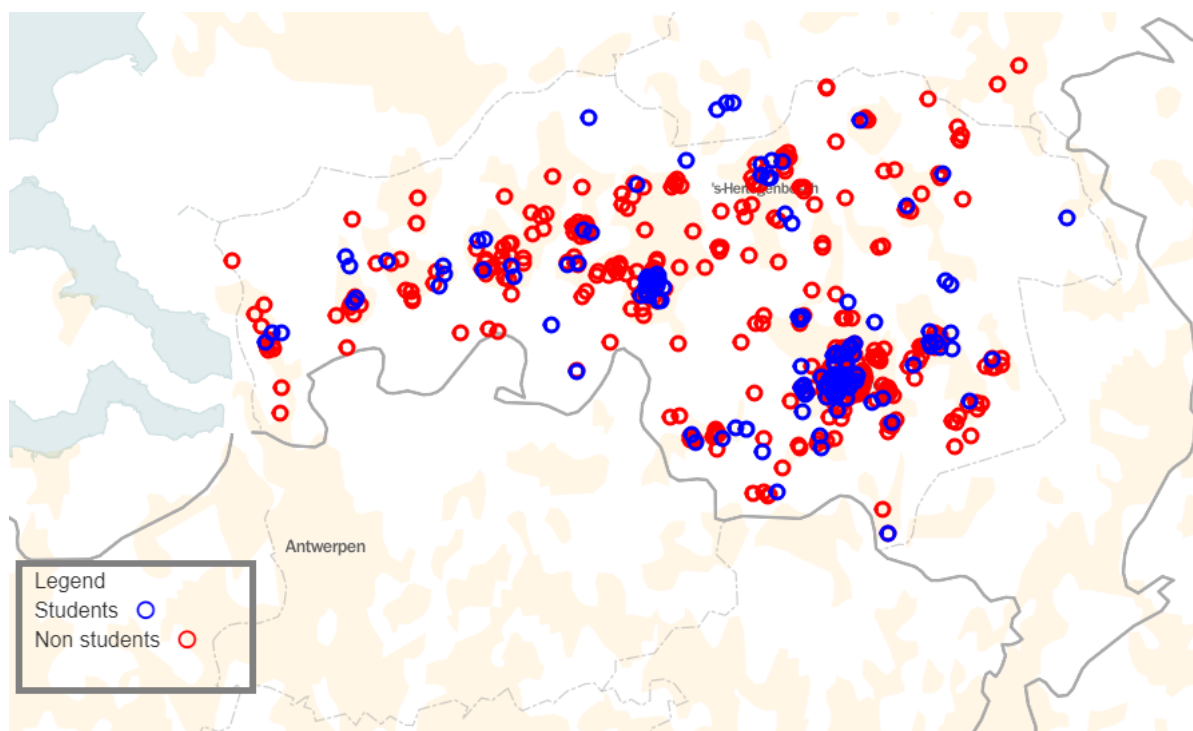 's-Hertogenbosch
Antwerpen
Legend
Students
Non students